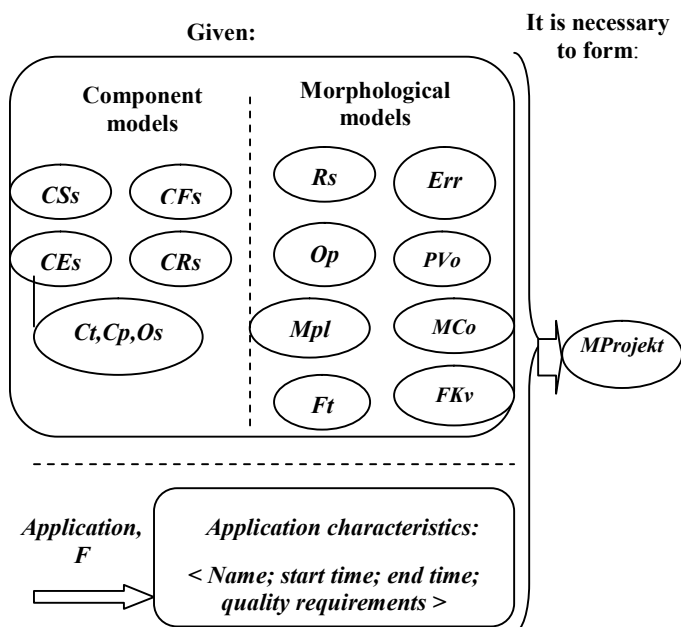 Given:
It is necessary
to form:
Component
models
Morphological
models
CSs
CFs
CEs
CRs
Ct,Cp,Os
Rs
Err
Op
PVo
Mpl
MCo
Ft
FKv
MProjekt
Application,
F
Application characteristics:
< Name; start time; end time;
quality requirements >